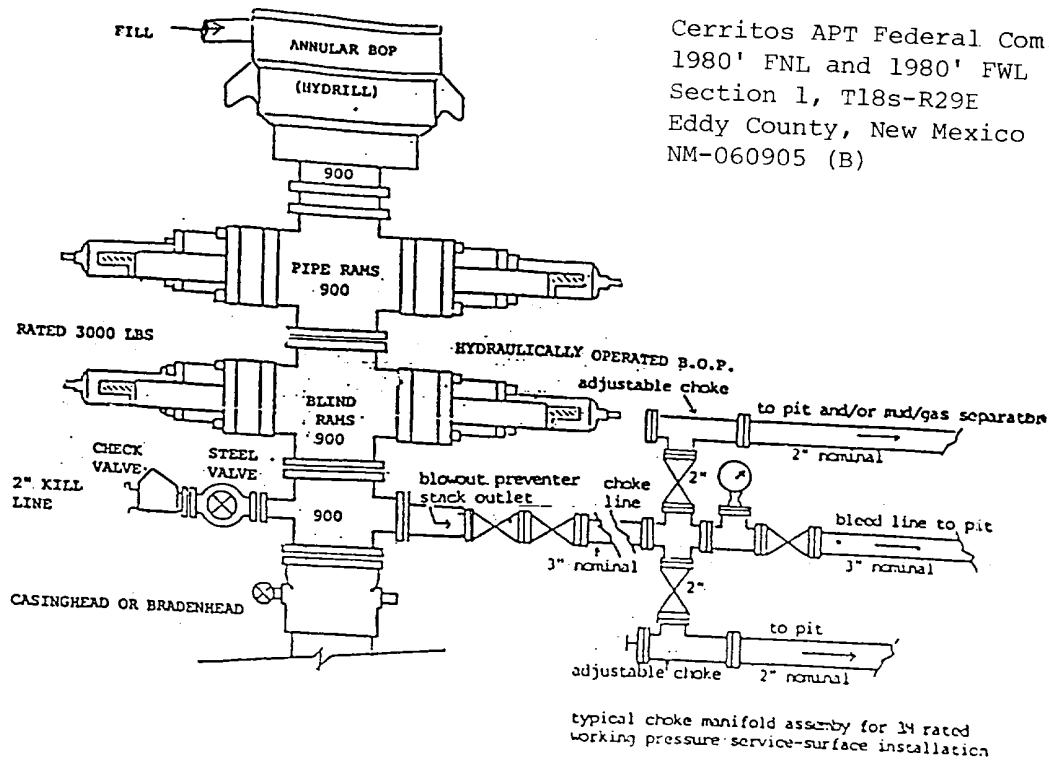 Cerritos APT Federal Com
1980' FNL and 1980' FWL
Section 1, T18s-R29E
Eddy County, New Mexico
NM-060905 (B)
FILL
ANNULAR BOP
(HYDRILL)
900
PIPE RAMS
900
RATED 3000 LBS
HYDRAULICALLY OPERATED B.O.P.
BLIND
RAMS
900
adjustable choke
to pit and/or mud/gas separator
2" nominal
CHECK
VALVE
STEEL
VALVE
2" KILL
LINE
blowout preventer
stack outlet
choke
line
2"
900
3" nominal
bleed line to pit
3" nominal
2"
CASINGHEAD OR BRADENHEAD
to pit
adjustable choke
2" nominal
typical choke manifold assemby for rated
working pressure service-surface installation